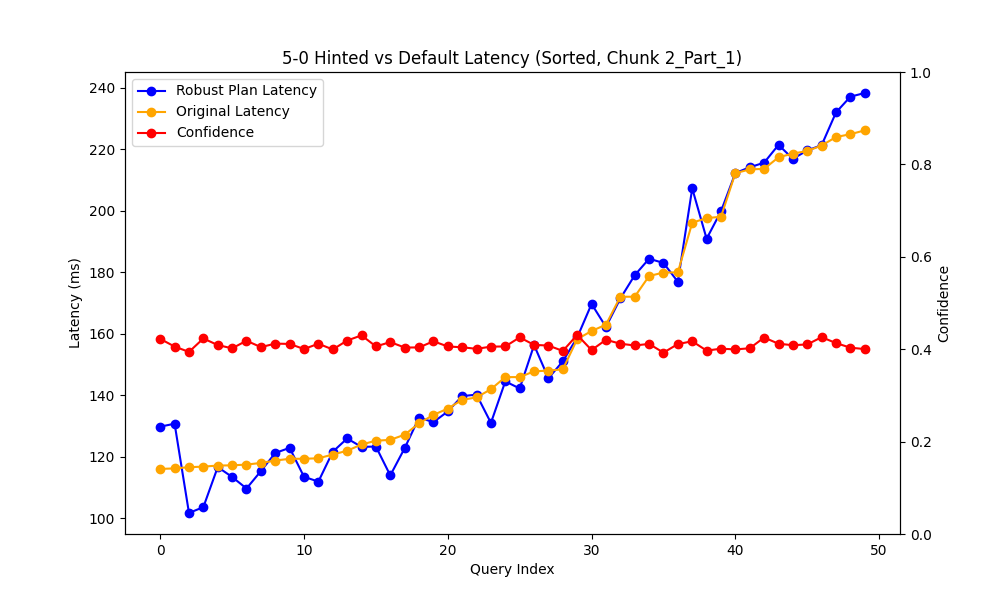 5-0 Hinted vs Default Latency (Sorted, Chunk 2_Part_1)
Robust Plan Latency
Original Latency
Confidence
Latency (ms)
240
220
200
180
160
140
120
100
1.0
0.8
0.6
0.4
0.2
0.0
Confidence
0 10 20 30 40 50
Query Index